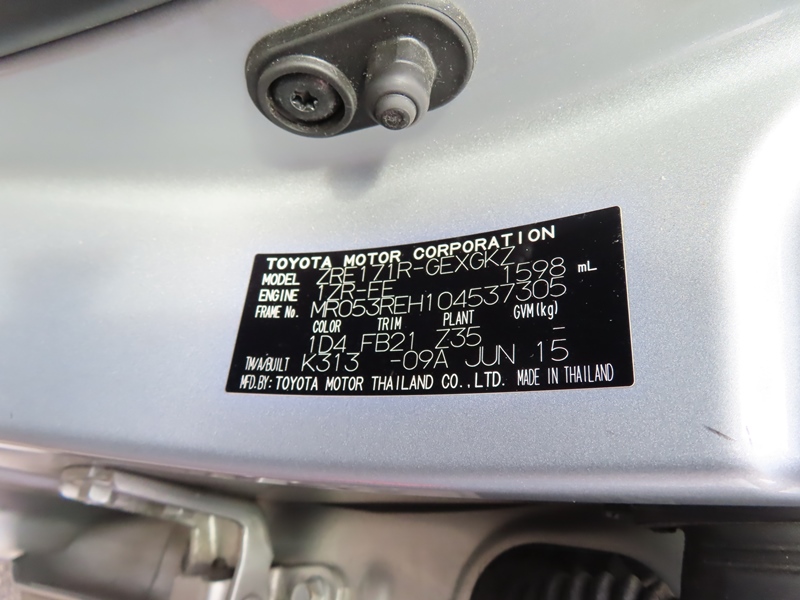 TOYOTA MOTOR CORPORATION
MODEL ZRE171R-GEXGKZ
ENGINE 1ZR-FE 1598 mL
FRAME No. MR053REH104537305
COLOR TRIM PLANT GVM(kg)
1D4 FB21 Z35 -
TM/A/BUILT K313 -09A JUN 15
MFD.BY: TOYOTA MOTOR THAILAND CO.,LTD. MADE IN THAILAND